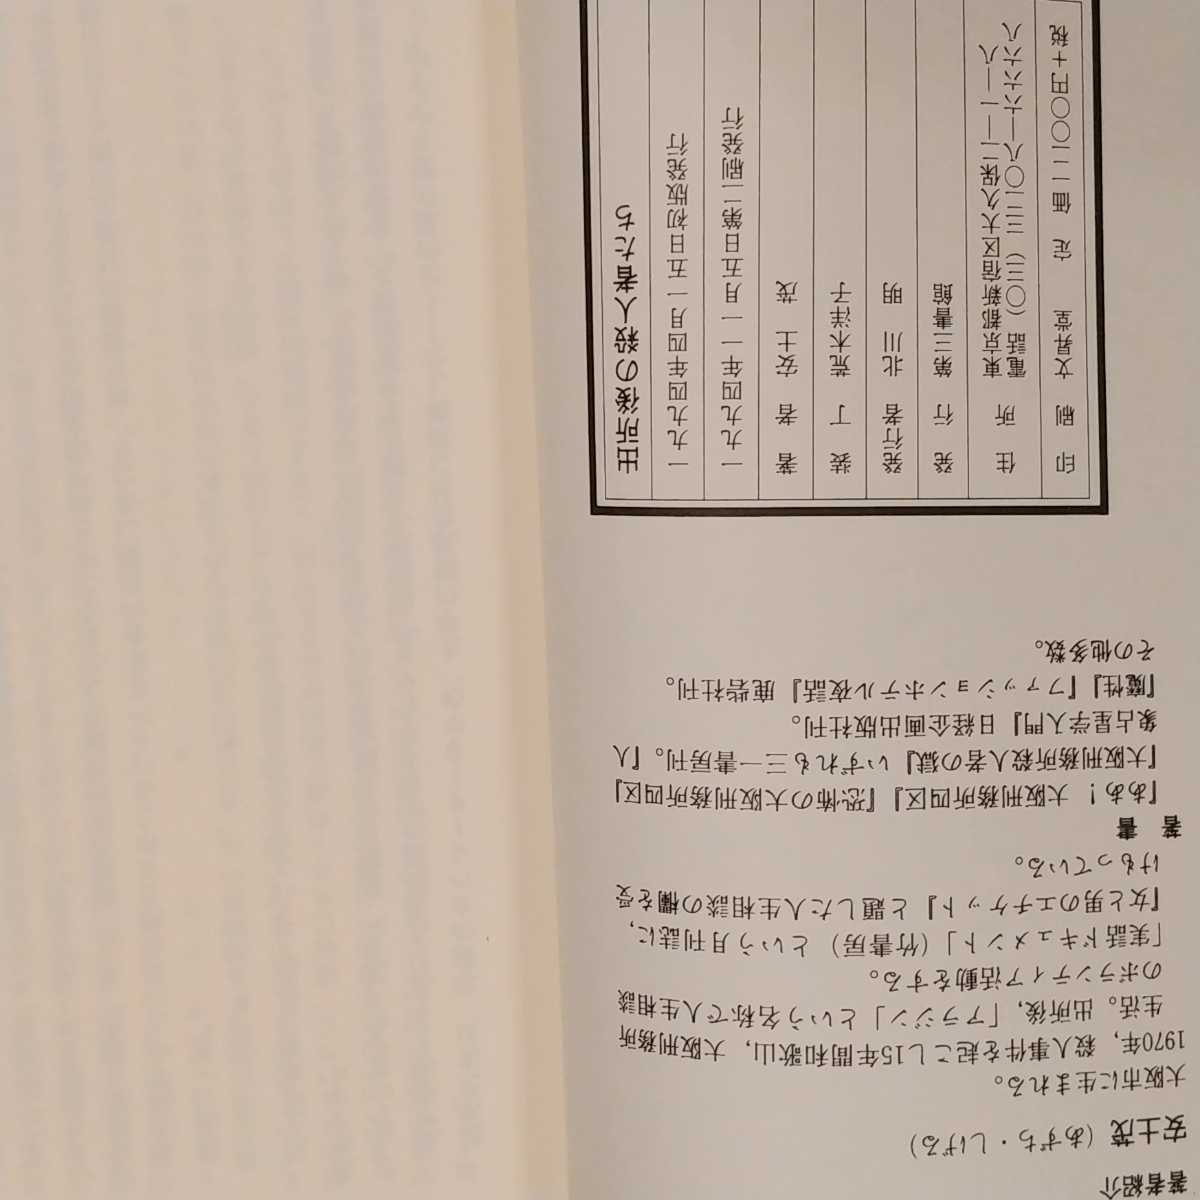 著者紹介
安土茂（あずち・しげる）
大阪市に生まれる。
1970年，殺人事件を起こし15年間和歌山，大阪刑務所
生活。出所後，「アラジン」という名称で人生相談
のボランティア活動をする。
「実話ドキュメント」（竹書房）という月刊誌に，
『女と男のエチケット』と題した人生相談の欄を受
けもっている。
著　書
『ああ！　大阪刑務所四区』『恐怖の大阪刑務所四区』
『大阪刑務所殺人者の獄』いずれも三一書房刊。『人
象占星学入門』日経企画出版社刊。
『魔性』『ファッションホテル夜話』鹿砦社刊。
その他多数。
出所後の殺人者たち
一九九四年四月一五日初版発行
一九九四年一一月五日第二刷発行
著　者　安土　茂
装　丁　荒木洋子
発行者　北川　明
発　行　第三書館
住　所　東京都新宿区大久保二―一―八
電話（〇三）三二〇八―六六六八
印　刷　文昇堂　定　価　一二〇〇円＋税